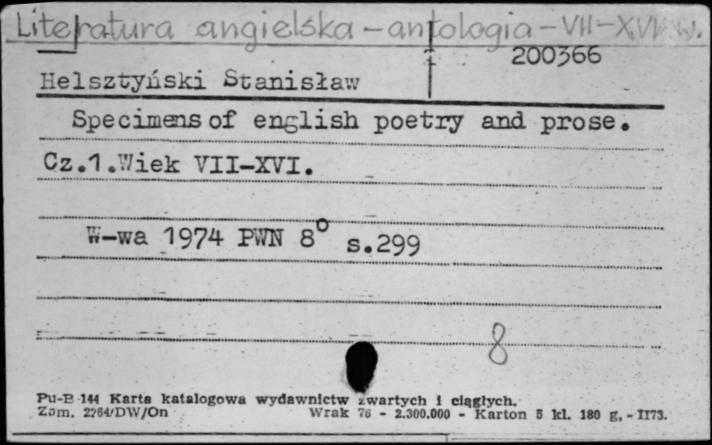 Literatura angielska - antologia - VII-XVI w.
200366
Helsztyński Stanisław
Specimens of english poetry and prose.
Cz.1.Wiek VII-XVI.
W-wa 1974 PWN 8° s.299
8
Pu-B 144 Karta katalogowa wydawnictw zwartych i ciągłych.
Zam. 2264/DW/On Wrak 76 - 2.300.000 - Karton 5 kl. 180 g, - II73.